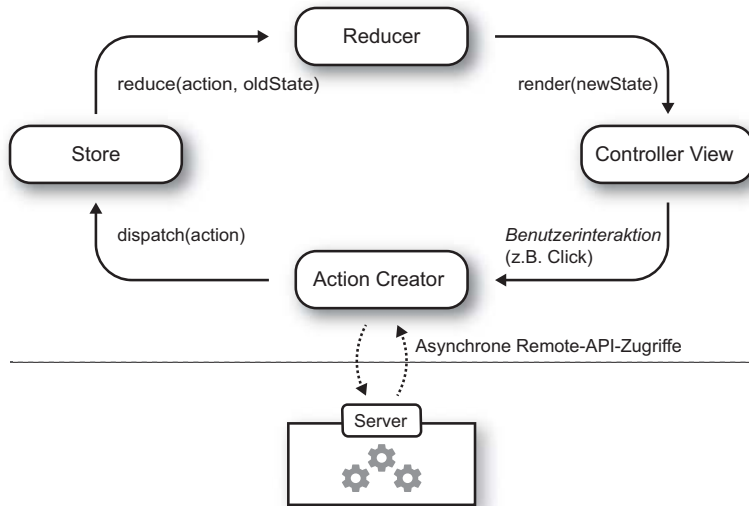 Reducer
reduce(action, oldState)
render(newState)
Store
Controller View
dispatch(action)
Benutzerinteraktion
(z.B. Click)
Action Creator
Asynchrone Remote-API-Zugriffe
Server